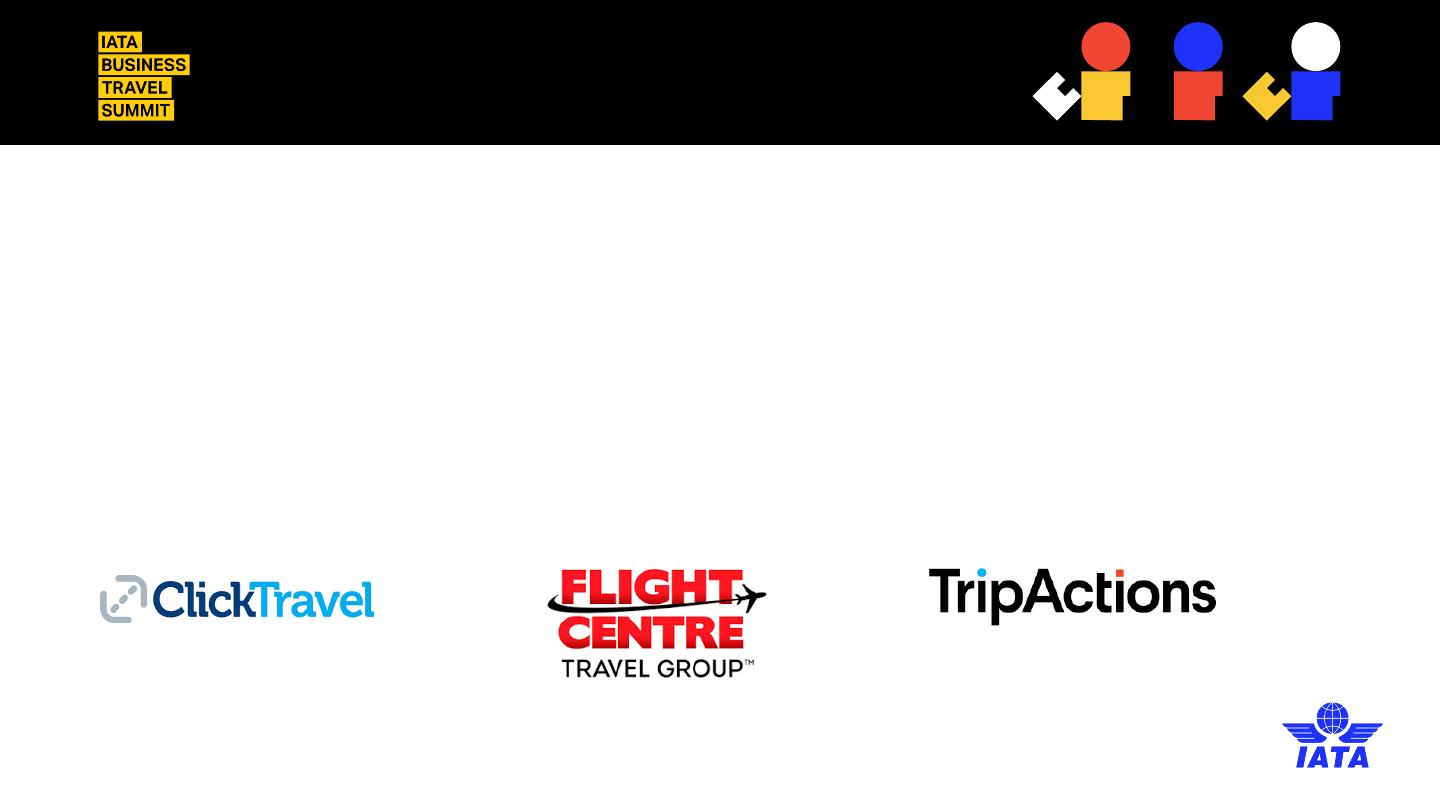 IATA
BUSINESS
TRAVEL
SUMMIT
ClickTravel
FLIGHT
CENTRE
TRAVEL GROUP™
TripActions
IATA